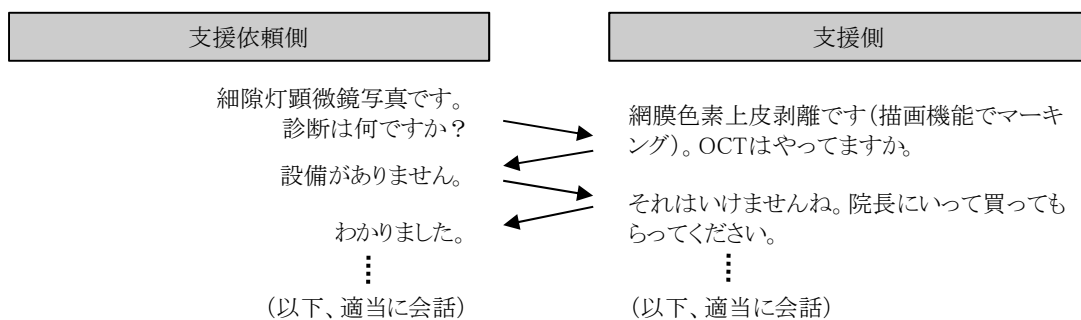 支援依頼側
支援側
細隙灯顕微鏡写真です。
診断は何ですか？
網膜色素上皮剥離です(描画機能でマーキ
ング)。OCTはやってますか。
設備がありません。
それはいけませんね。院長にいって買っても
らってください。
わかりました。
(以下、適当に会話)
(以下、適当に会話)